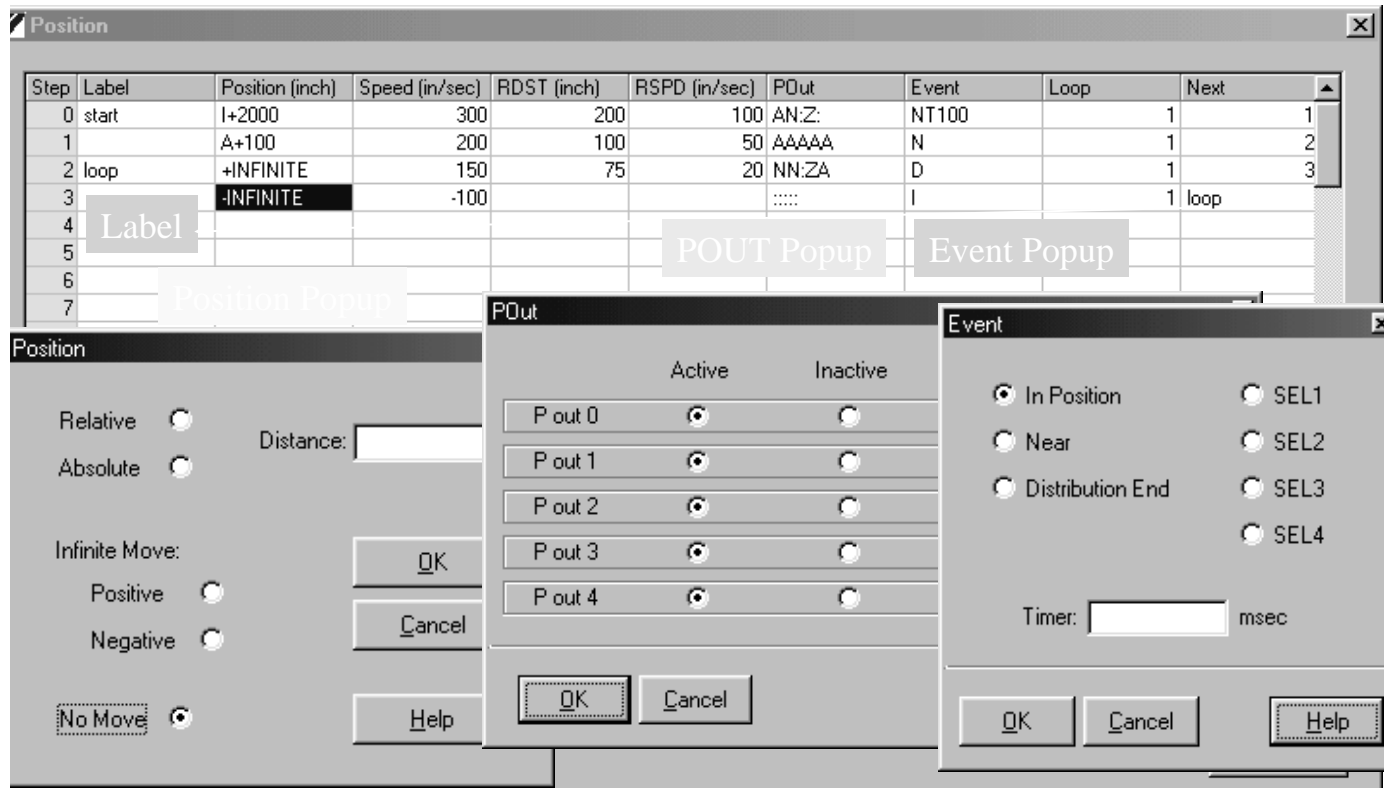 Position
Step Label Position (inch) Speed (in/sec) RDST (inch) RSPD (in/sec) POut Event Loop Next
0 start I+2000 300 200 100 AN:Z: NT100 1 1
1 A+100 200 100 50 AAAAA N 1 2
2 loop +INFINITE 150 75 20 NN:ZA D 1 3
3 -INFINITE -100 ::::: I 1 loop
4
5
6
7
Label
POUT Popup
Event Popup
Position Popup
Position
Relative
Absolute
Distance:
Infinite Move:
Positive
Negative
No Move
OK
Cancel
Help
POut
Active Inactive
P out 0
P out 1
P out 2
P out 3
P out 4
OK Cancel
Event
In Position SEL1
Near SEL2
Distribution End SEL3
SEL4
Timer: msec
OK Cancel Help